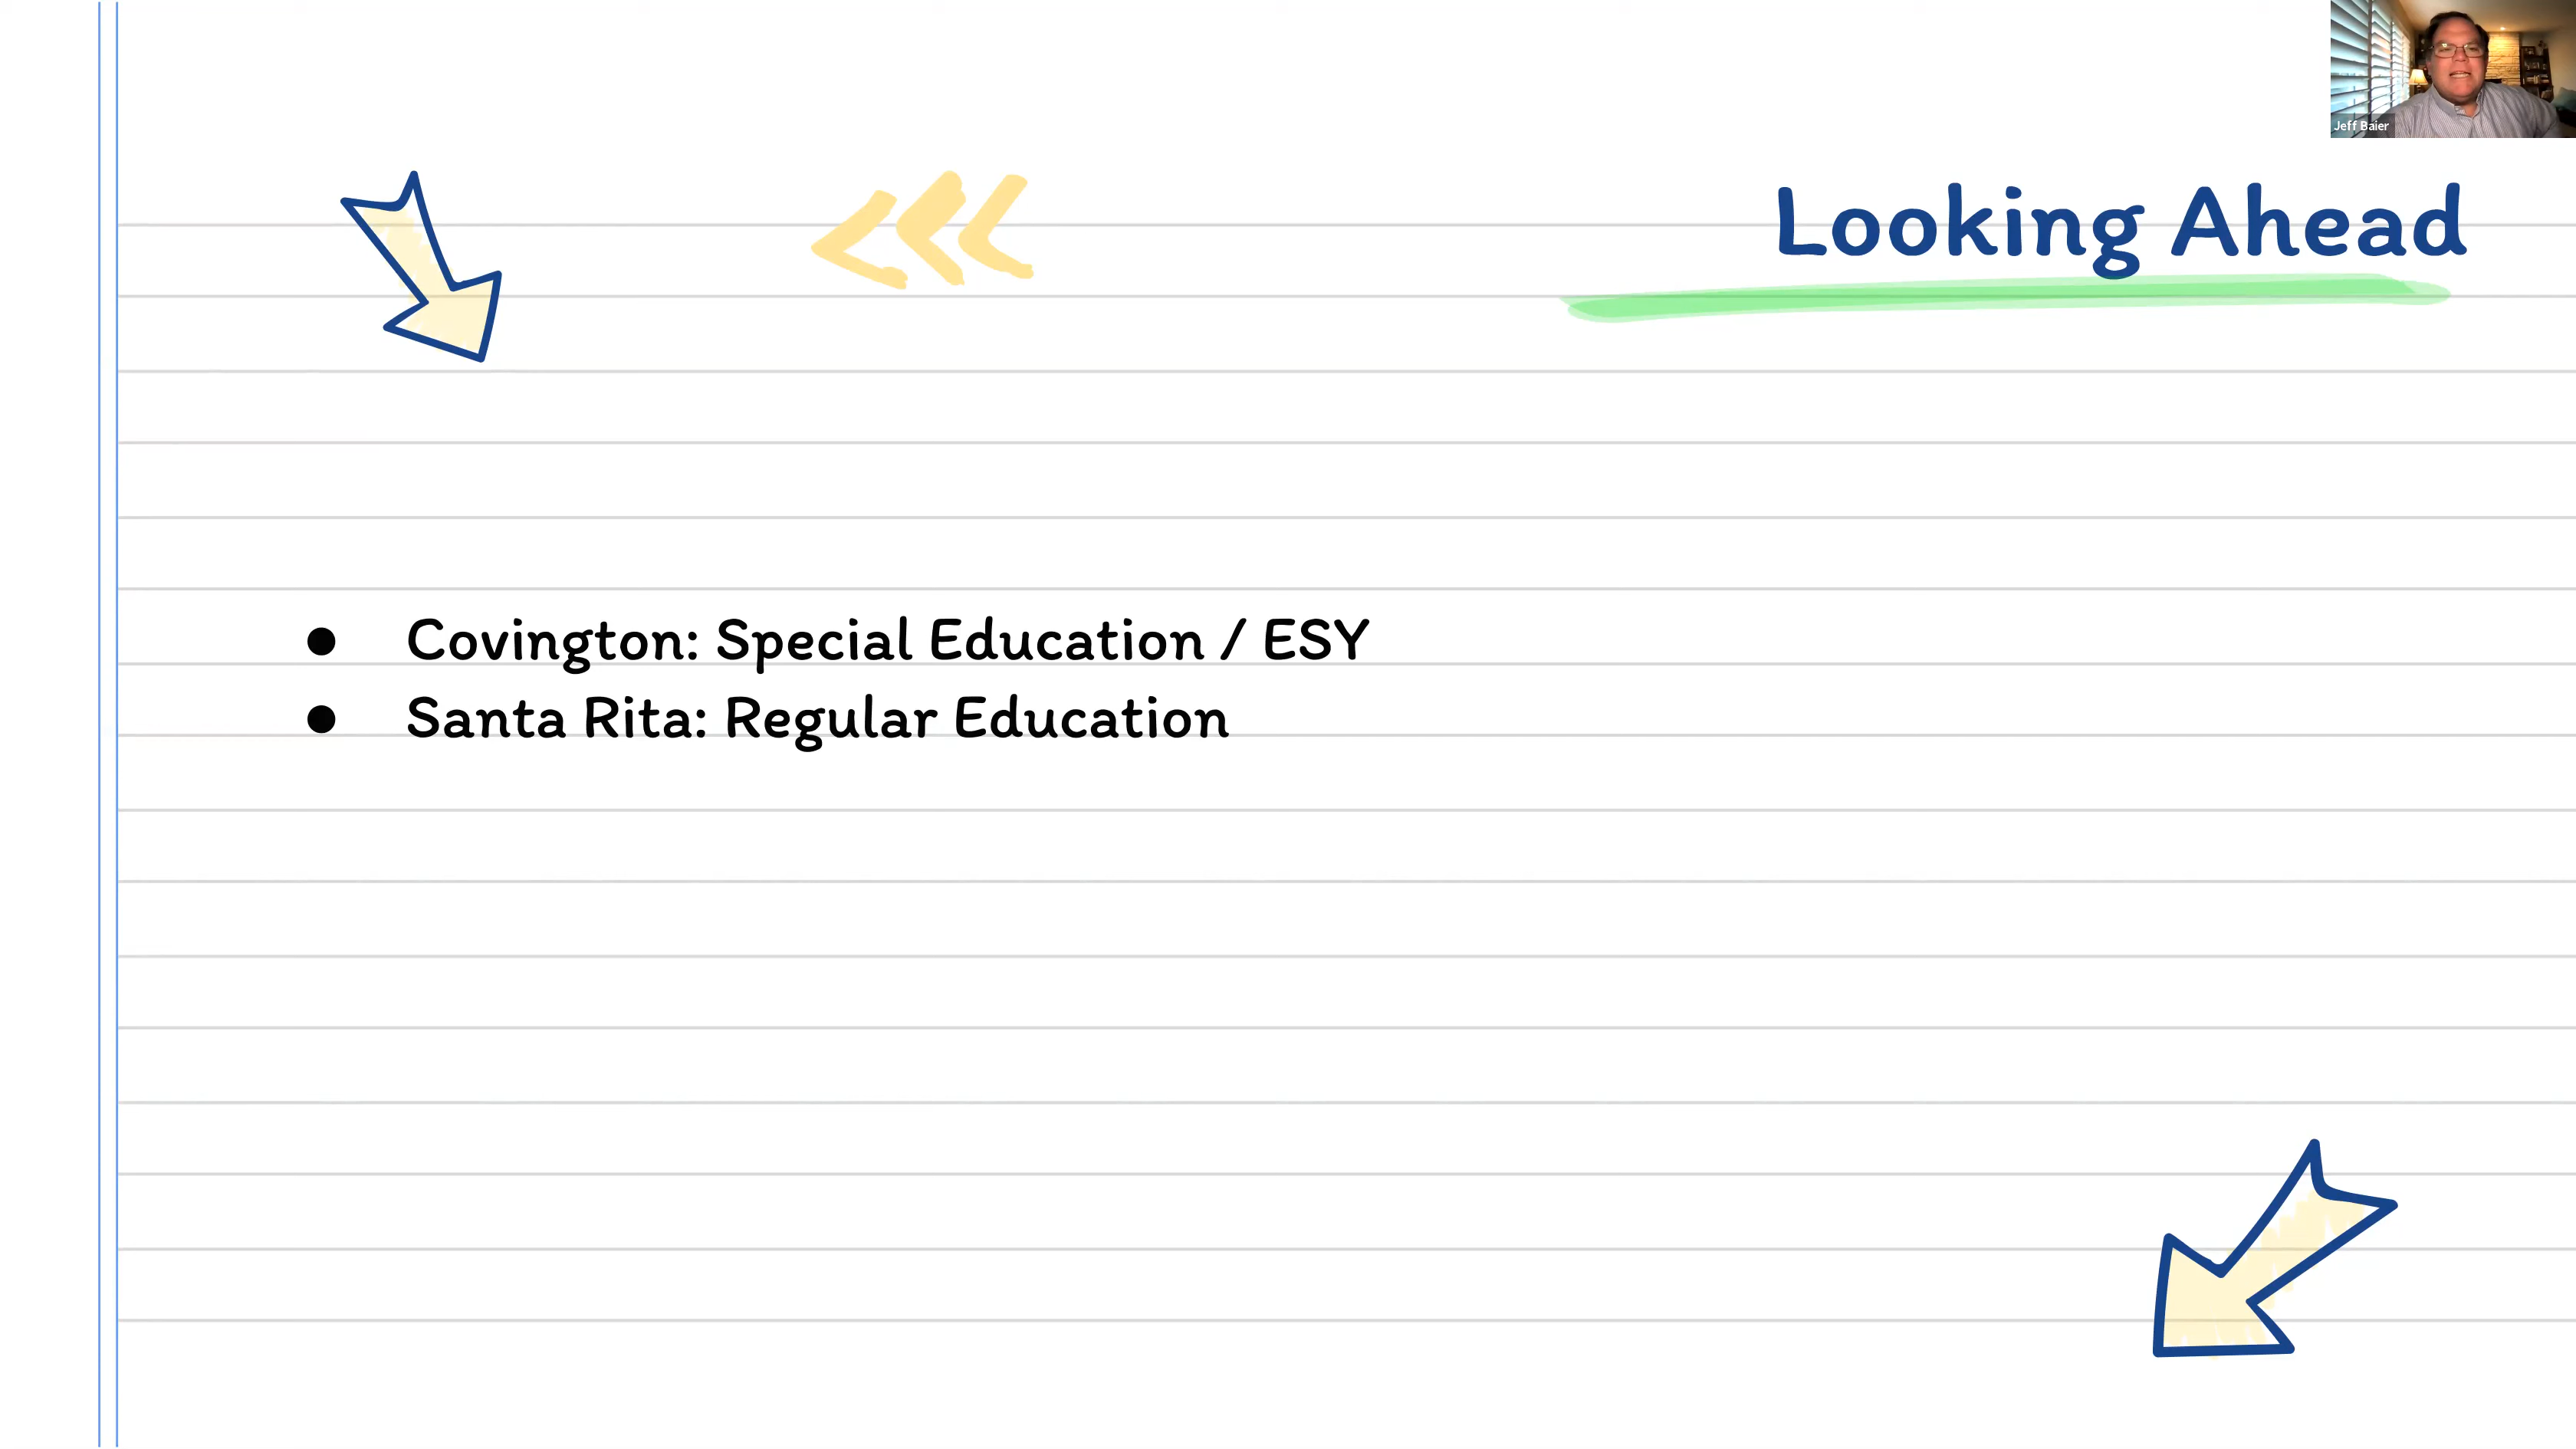 Jeff Baier
Looking Ahead
● Covington: Special Education / ESY
● Santa Rita: Regular Education